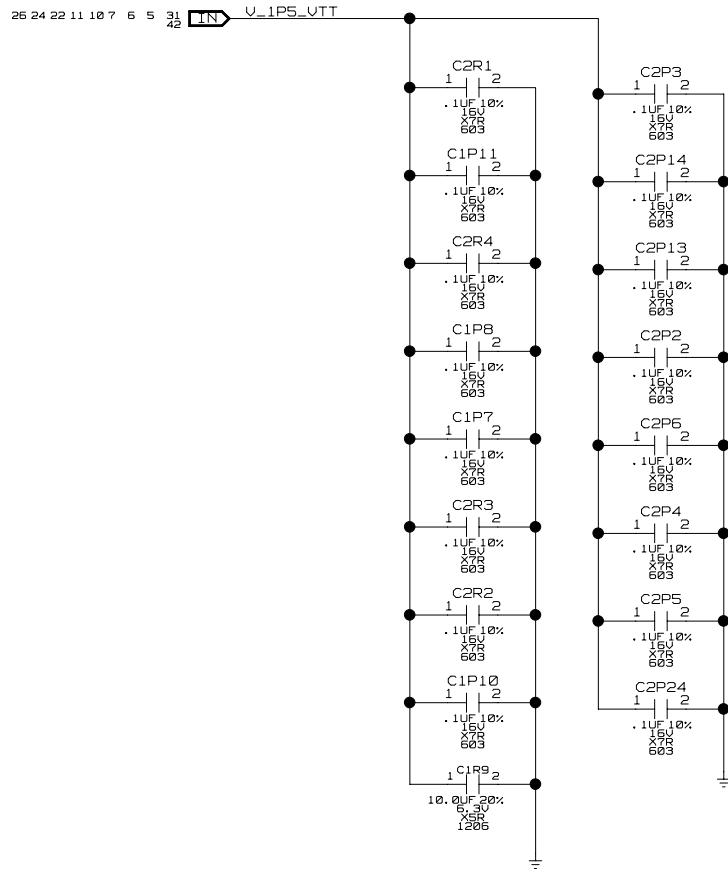 26 24 22 11 10 7 6 5 31 IN V_1P5_VTT
42
C2R1
1 2
.1UF 10%
16V
X7R
603
C1P11
1 2
.1UF 10%
16V
X7R
603
C2R4
1 2
.1UF 10%
16V
X7R
603
C1P8
1 2
.1UF 10%
16V
X7R
603
C1P7
1 2
.1UF 10%
16V
X7R
603
C2R3
1 2
.1UF 10%
16V
X7R
603
C2R2
1 2
.1UF 10%
16V
X7R
603
C1P10
1 2
.1UF 10%
16V
X7R
603
C1R9
1 2
10.0UF 20%
6.3V
X5R
1206
C2P3
1 2
.1UF 10%
16V
X7R
603
C2P14
1 2
.1UF 10%
16V
X7R
603
C2P13
1 2
.1UF 10%
16V
X7R
603
C2P2
1 2
.1UF 10%
16V
X7R
603
C2P6
1 2
.1UF 10%
16V
X7R
603
C2P4
1 2
.1UF 10%
16V
X7R
603
C2P5
1 2
.1UF 10%
16V
X7R
603
C2P24
1 2
.1UF 10%
16V
X7R
603